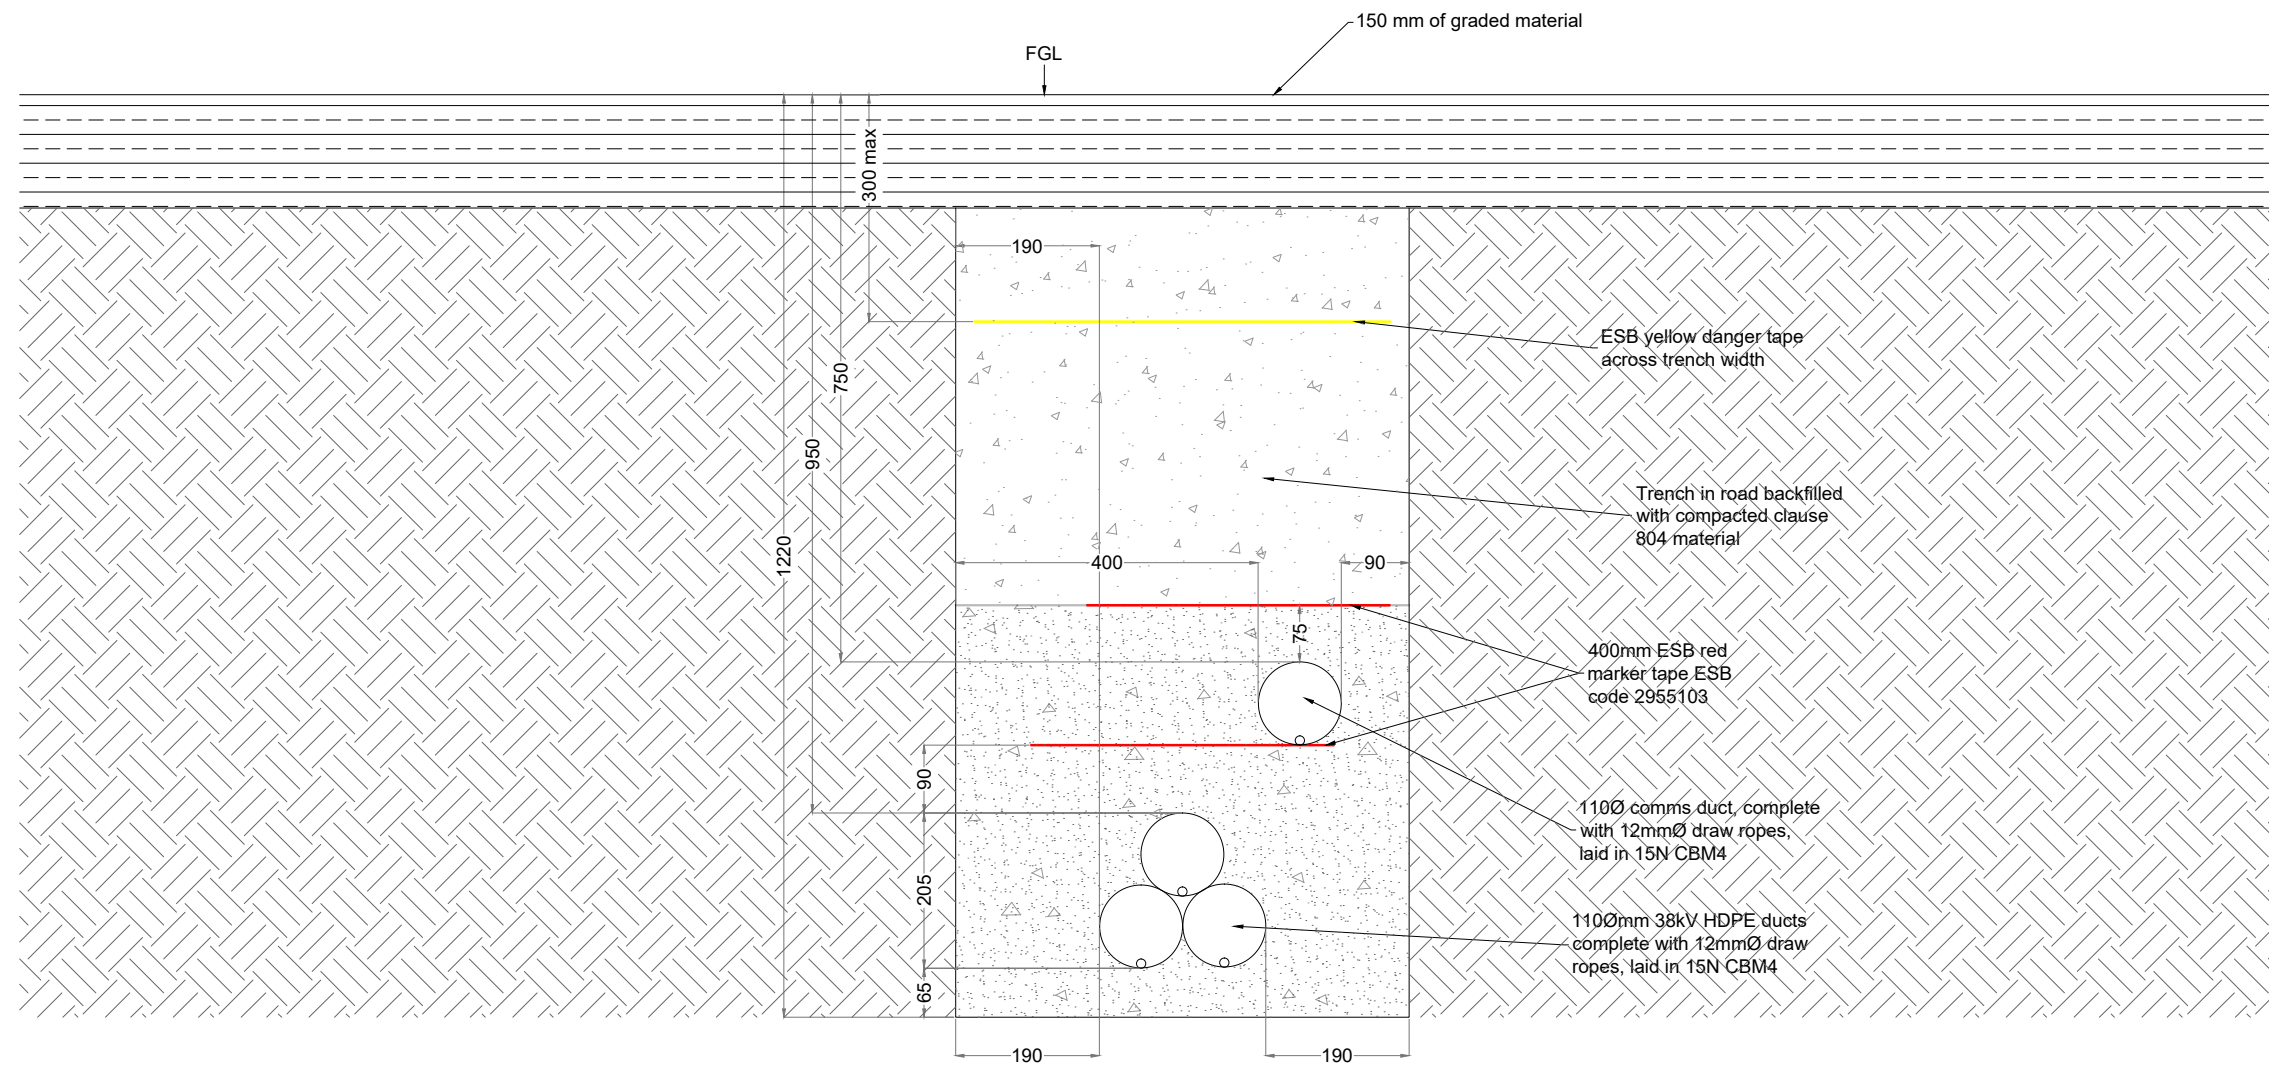 150 mm of graded material
FGL
300 max
190
ESB yellow danger tape
across trench width
750
950
Trench in road backfilled
with compacted clause
804 material
1220
400
90
75
400mm ESB red
marker tape ESB
code 2955103
90
110Ø comms duct, complete
with 12mmØ draw ropes,
laid in 15N CBM4
205
110Ømm 38kV HDPE ducts
complete with 12mmØ draw
ropes, laid in 15N CBM4
65
190
190